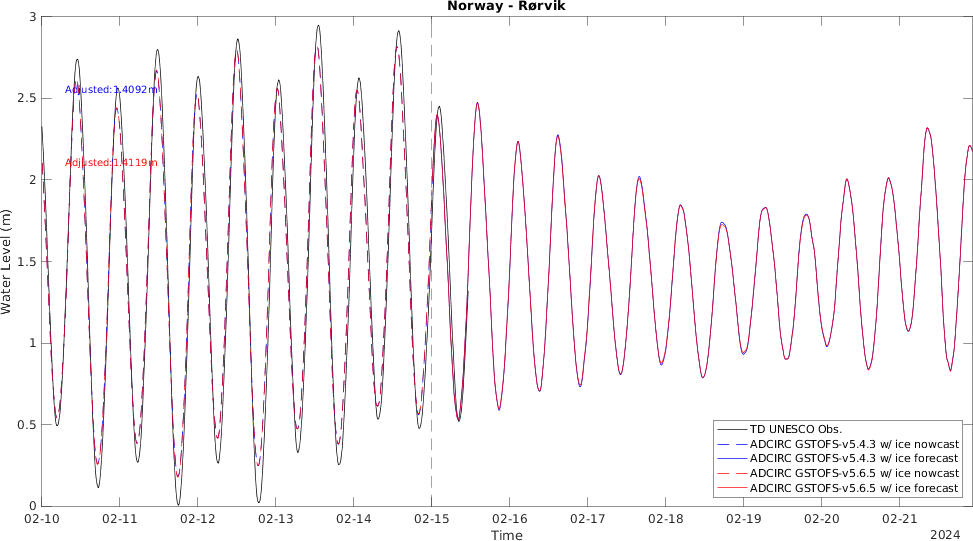 Norway - Rørvik
3
2.5
2
1.5
1
0.5
0
Water Level (m)
Adjusted:1.4092m
Adjusted:1.4119m
TD UNESCO Obs.
ADCIRC GSTOFS-v5.4.3 w/ ice nowcast
ADCIRC GSTOFS-v5.4.3 w/ ice forecast
ADCIRC GSTOFS-v5.6.5 w/ ice nowcast
ADCIRC GSTOFS-v5.6.5 w/ ice forecast
02-10 02-11 02-12 02-13 02-14 02-15 02-16 02-17 02-18 02-19 02-20 02-21
Time
2024